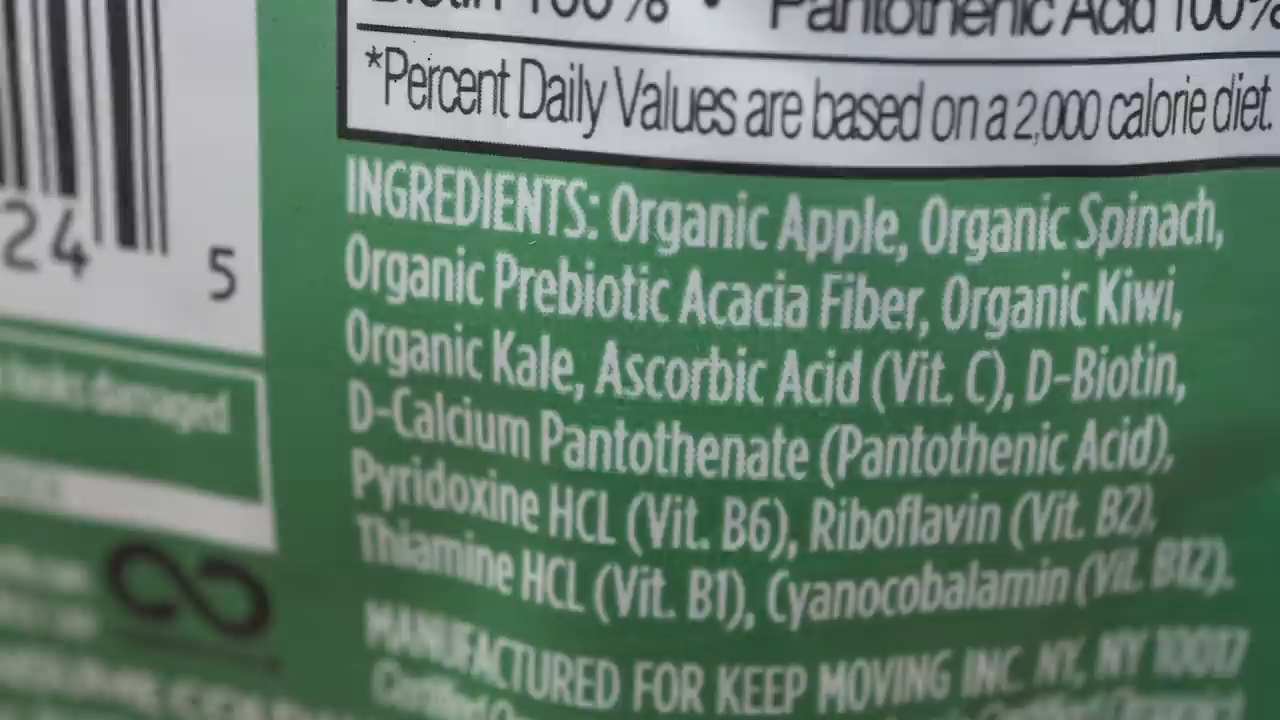 Biotin 100% • Pantothenic Acid 100%
*Percent Daily Values are based on a 2,000 calorie diet.
INGREDIENTS: Organic Apple, Organic Spinach,
Organic Prebiotic Acacia Fiber, Organic Kiwi,
Organic Kale, Ascorbic Acid (Vit. C), D-Biotin,
D-Calcium Pantothenate (Pantothenic Acid),
Pyridoxine HCL (Vit. B6), Riboflavin (Vit. B2),
Thiamine HCL (Vit. B1), Cyanocobalamin (Vit. B12).
MANUFACTURED FOR KEEP MOVING INC. NY, NY 10017
Certified
24 5
damaged